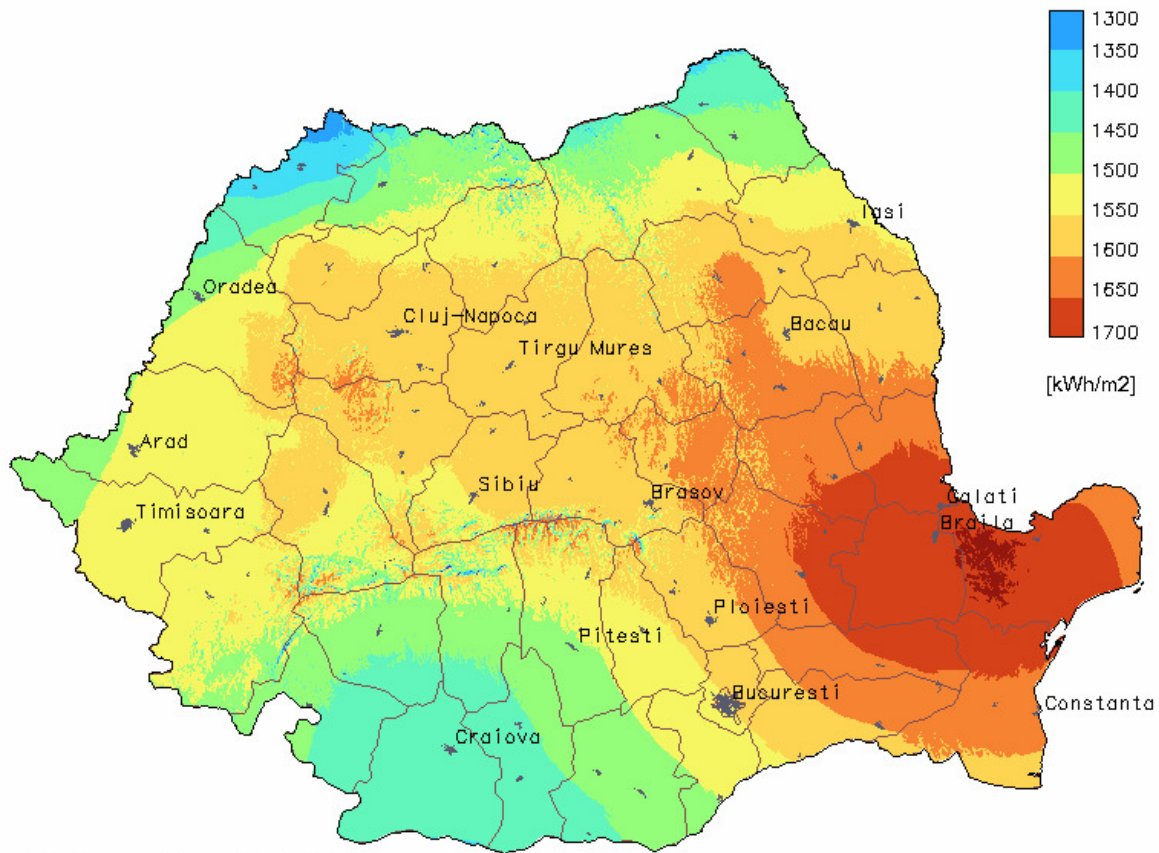 1300
1350
1400
1450
1500
1550
1600
1650
1700
[kWh/m2]
Iasi
Oradea
Cluj-Napoca
Bacau
Tirgu Mures
Arad
Sibiu
Brasov
Galati
Timisoara
Braila
Ploiesti
Pitesti
Bucuresti
Constanta
Craiova